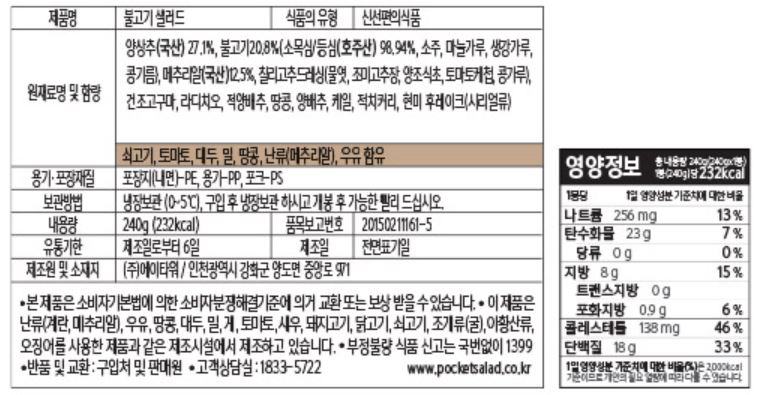 제품명 불고기 샐러드 식품의 유형 신선편의식품
원재료명 및 함량
양상추(국산) 27.1%, 불고기20.8%(소목심/등심(호주산) 98.94%, 소주, 마늘가루, 생강가루,
콩기름), 메추리알(국산)12.5%, 칠리고추드레싱(물엿, 조미고추장, 양조식초, 토마토케찹, 콩가루),
건조고구마, 라디치오, 적양배추, 땅콩, 양배추, 케일, 적치커리, 현미 후레이크(시리얼류)
쇠고기, 토마토, 대두, 밀, 땅콩, 난류(메추리알), 우유 함유
용기·포장재질 포장지(내면)-PE, 용기-PP, 포크-PS
보관방법 냉장보관 (0~5℃), 구입 후 냉장보관 하시고 개봉 후 가능한 빨리 드십시오.
내용량 240g (232kcal) 품목보고번호 20150211161-5
유통기한 제조일로부터 6일 제조일 전면표기일
제조원 및 소재지 (주)에이타워 / 인천광역시 강화군 양도면 중앙로 971
•본 제품은 소비자기본법에 의한 소비자분쟁해결기준에 의거 교환 또는 보상 받을 수 있습니다. • 이 제품은
난류(계란, 메추리알), 우유, 땅콩, 대두, 밀, 게, 토마토, 새우, 돼지고기, 닭고기, 쇠고기, 조개류(굴), 아황산류,
오징어를 사용한 제품과 같은 제조시설에서 제조하고 있습니다. • 부정불량 식품 신고는 국번없이 1399
•반품 및 교환 : 구입처 및 판매원 •고객상담실 : 1833-5722 www.pocketsalad.co.kr
영양정보 총 내용량 240g(240gx1봉)
1봉(240g)당 232kcal
1봉당 1일 영양성분 기준치에 대한 비율
나트륨 256 mg 13 %
탄수화물 23 g 7 %
당류 0 g 0 %
지방 8 g 15 %
트랜스지방 0 g
포화지방 0.9 g 6 %
콜레스테롤 138 mg 46 %
단백질 18 g 33 %
1일 영양성분 기준치에 대한 비율(%)은 2,000kcal
기준이므로 개인의 필요 열량에 따라 다를 수 있습니다.